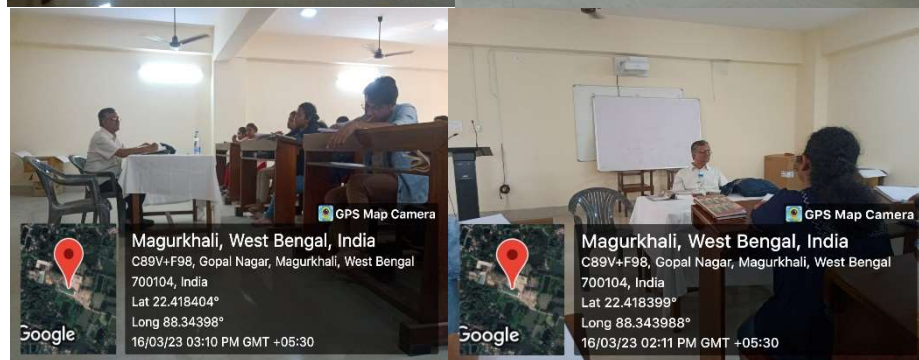 GPS Map Camera
Magurkhali, West Bengal, India
C89V+F98, Gopal Nagar, Magurkhali, West Bengal
700104, India
Lat 22.418404°
Long 88.34398°
16/03/23 03:10 PM GMT +05:30
Google
GPS Map Camera
Magurkhali, West Bengal, India
C89V+F98, Gopal Nagar, Magurkhali, West Bengal
700104, India
Lat 22.418399°
Long 88.343988°
16/03/23 02:11 PM GMT +05:30
Google